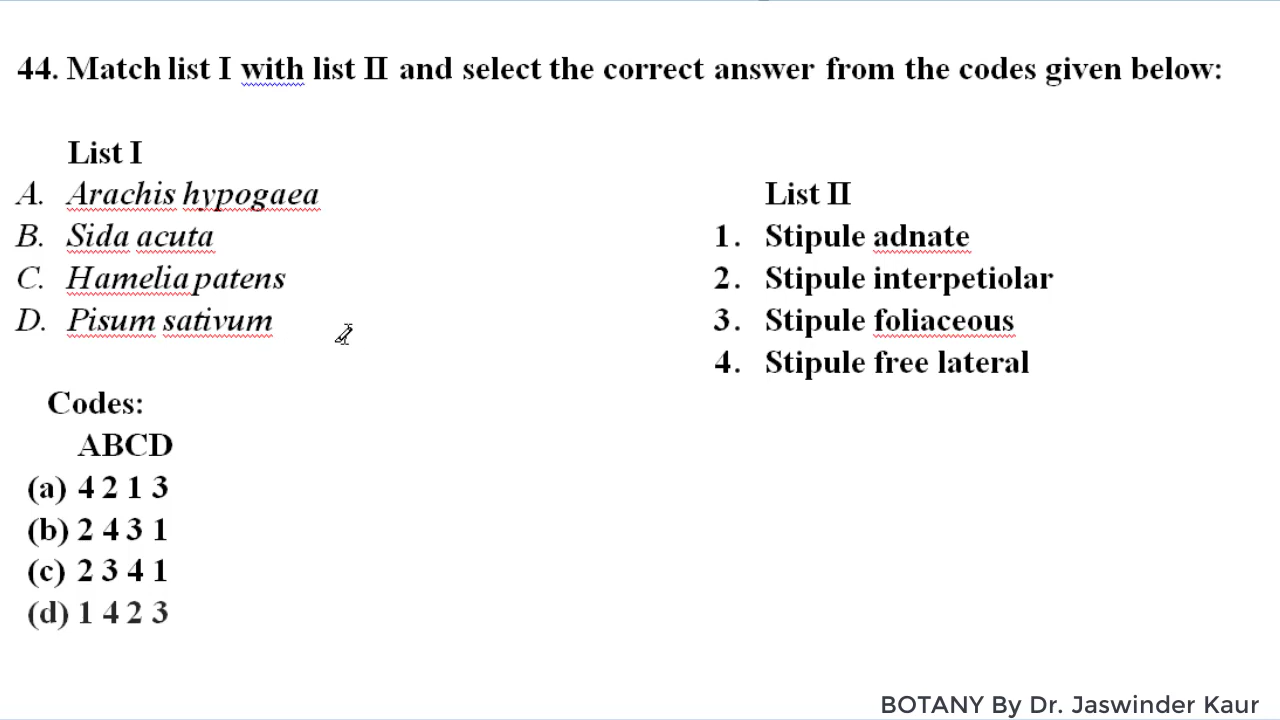 44. Match list I with list II and select the correct answer from the codes given below:
List I
A. Arachis hypogaea
B. Sida acuta
C. Hamelia patens
D. Pisum sativum
List II
1. Stipule adnate
2. Stipule interpetiolar
3. Stipule foliaceous
4. Stipule free lateral
Codes:
ABCD
(a) 4 2 1 3
(b) 2 4 3 1
(c) 2 3 4 1
(d) 1 4 2 3
BOTANY By Dr. Jaswinder Kaur